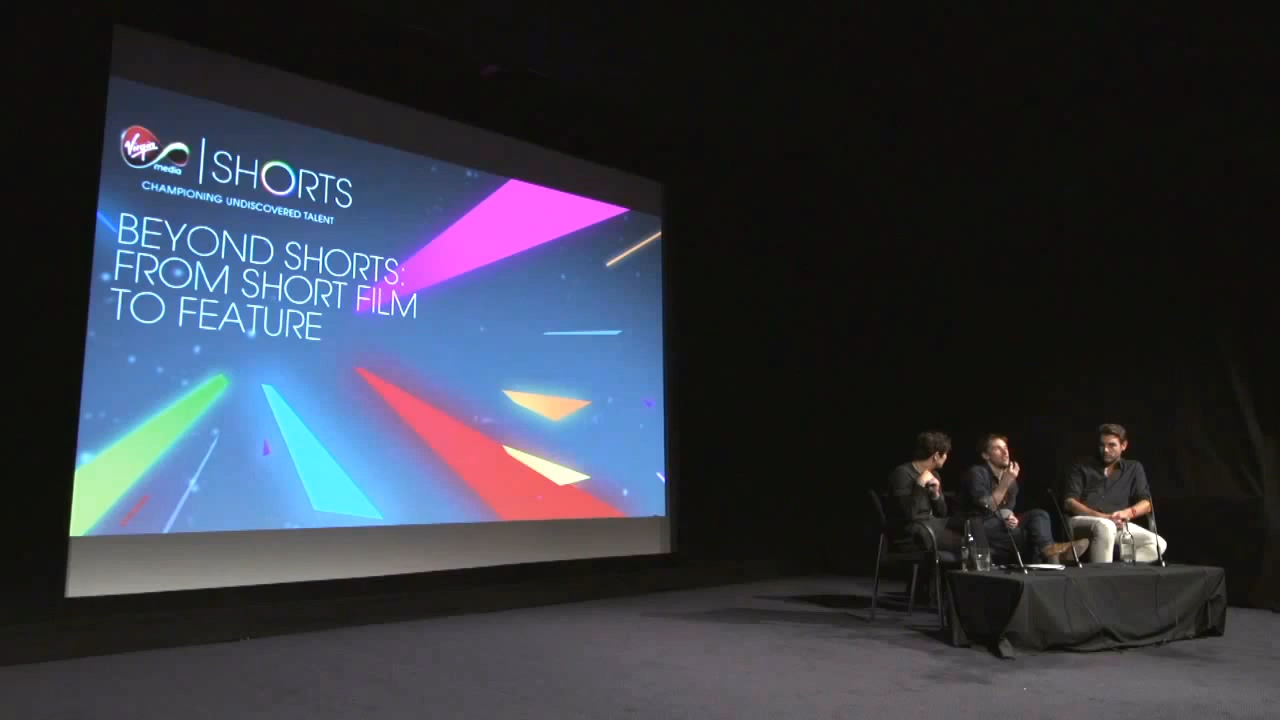 Virgin
media
SHORTS
CHAMPIONING UNDISCOVERED TALENT
BEYOND SHORTS:
FROM SHORT FILM
TO FEATURE